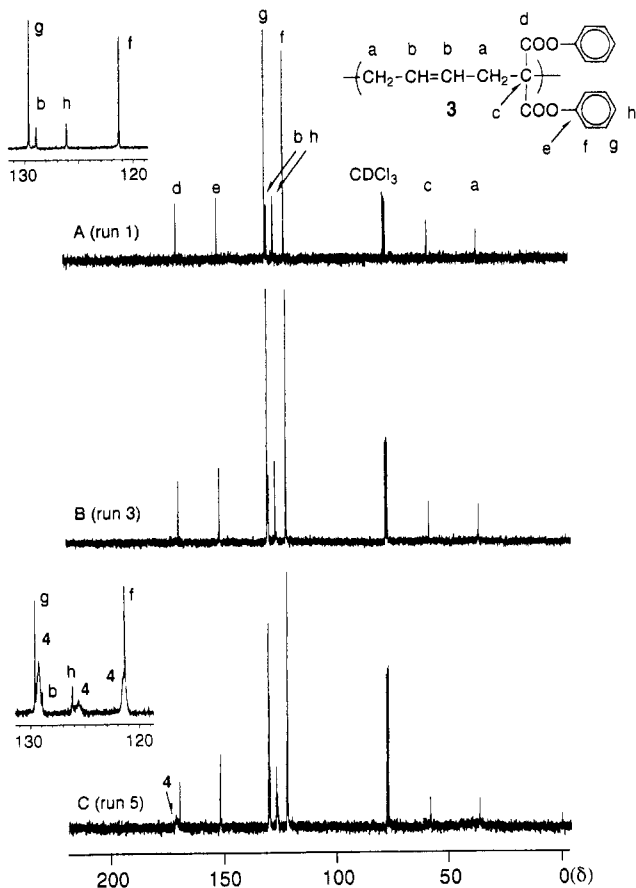 g
f
b
h
130
120
g
f
b h
d
e
CDCl3
c
a
A (run 1)
a b b a
d
COO
CH2-CH=CH-CH2-C
3
c
COO
h
e f g
B (run 3)
g
f
4
h
b
4
4
130
120
4
C (run 5)
200
150
100
50
0(δ)